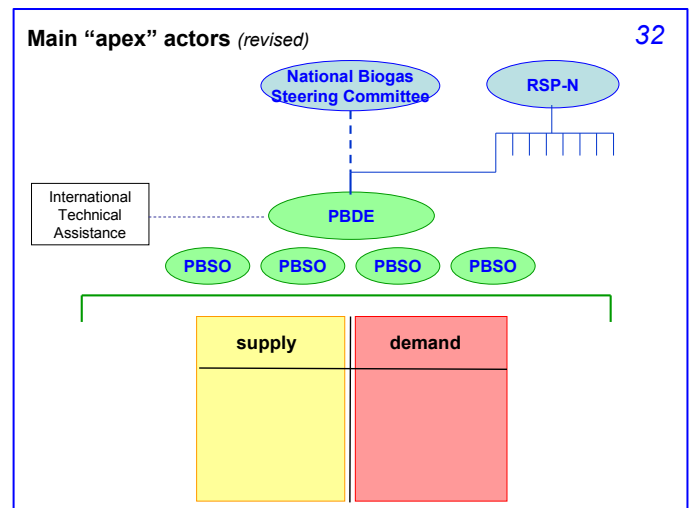 Main “apex” actors (revised)
32
National Biogas
Steering Committee
RSP-N
International
Technical
Assistance
PBDE
PBSO PBSO PBSO PBSO
supply demand